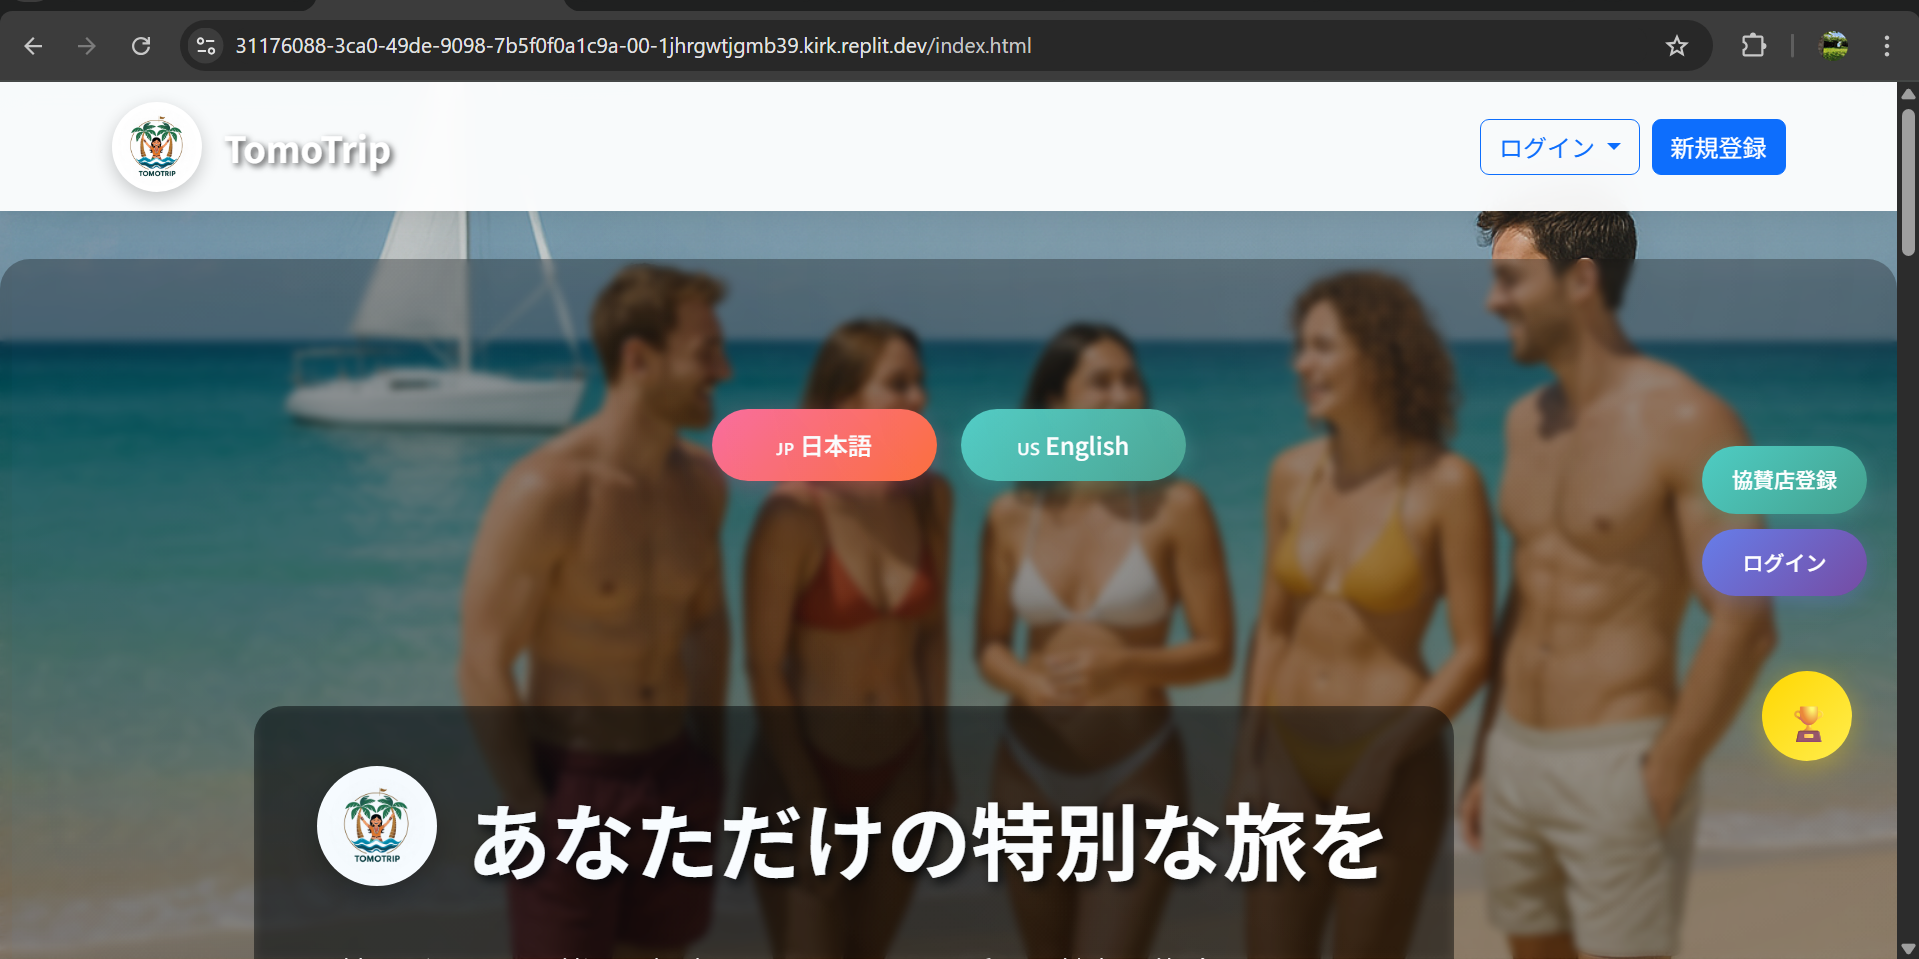 31176088-3ca0-49de-9098-7b5f0f0a1c9a-00-1jhrgwtjgmb39.kirk.replit.dev/index.html
TOMOTRIP
TomoTrip
ログイン
新規登録
JP 日本語
US English
協賛店登録
ログイン
TOMOTRIP
あなただけの特別な旅を